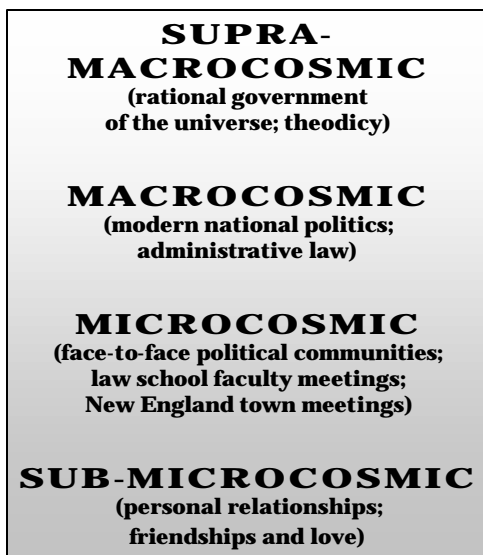 SUPRA-
MACROCOSMIC
(rational government
of the universe; theodicy)
MACROCOSMIC
(modern national politics;
administrative law)
MICROCOSMIC
(face-to-face political communities;
law school faculty meetings;
New England town meetings)
SUB-MICROCOSMIC
(personal relationships;
friendships and love)